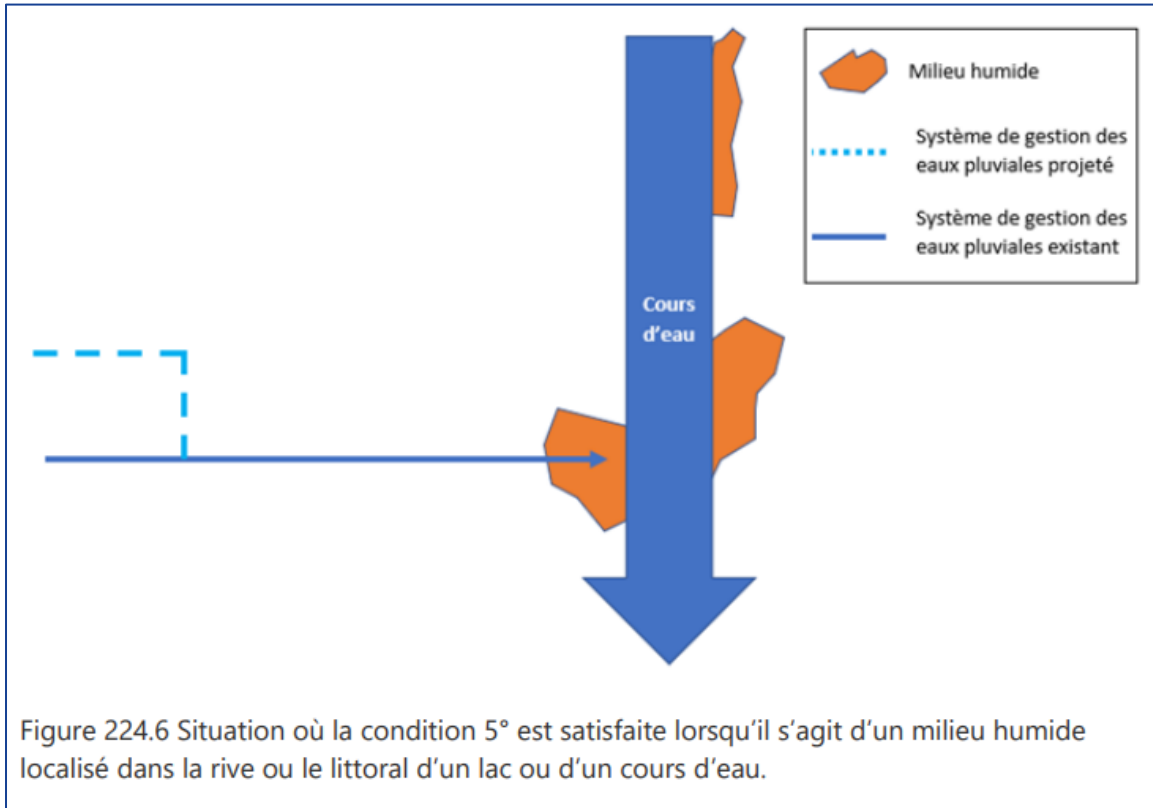 Milieu humide
Système de gestion des
eaux pluviales projeté
Système de gestion des
eaux pluviales existant
Cours
d'eau
Figure 224.6 Situation où la condition 5° est satisfaite lorsqu'il s'agit d'un milieu humide
localisé dans la rive ou le littoral d'un lac ou d'un cours d'eau.